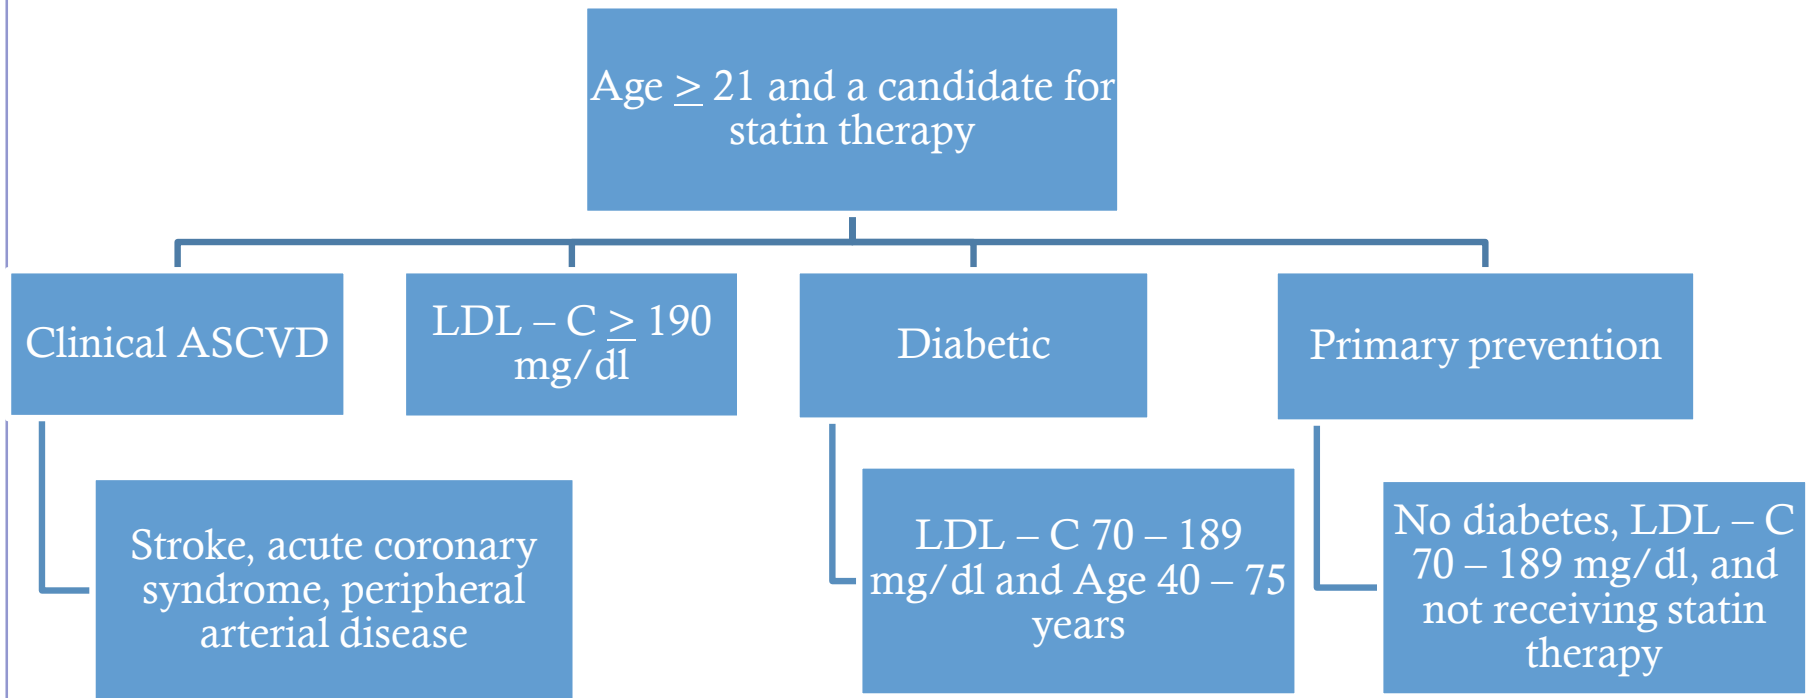 Age ≥ 21 and a candidate for
statin therapy
Clinical ASCVD
LDL – C ≥ 190
mg/dl
Diabetic
Primary prevention
Stroke, acute coronary
syndrome, peripheral
arterial disease
LDL – C 70 – 189
mg/dl and Age 40 – 75
years
No diabetes, LDL – C
70 – 189 mg/dl, and
not receiving statin
therapy